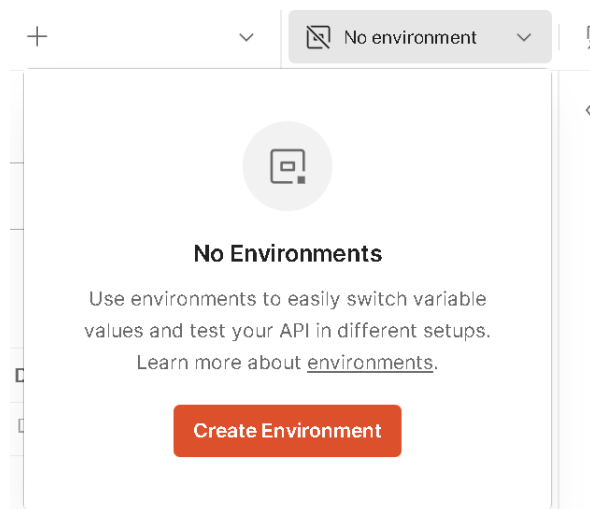 No environment
No Environments
Use environments to easily switch variable
values and test your API in different setups.
Learn more about environments.
Create Environment